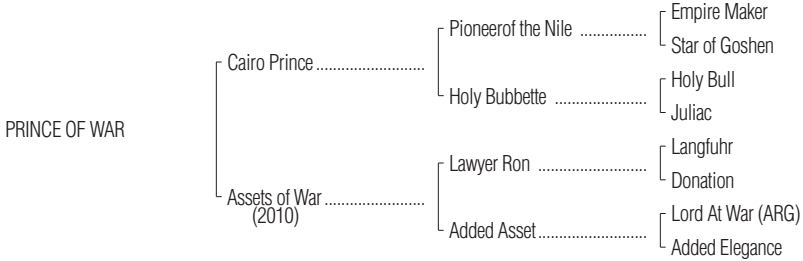 Empire Maker
Pioneerof the Nile ................
Star of Goshen
Cairo Prince ..........................
Holy Bull
Holy Bubbette ......................
Juliac
PRINCE OF WAR
Langfuhr
Lawyer Ron ..........................
Donation
Assets of War ........................
(2010)
Lord At War (ARG)
Added Asset ..........................
Added Elegance